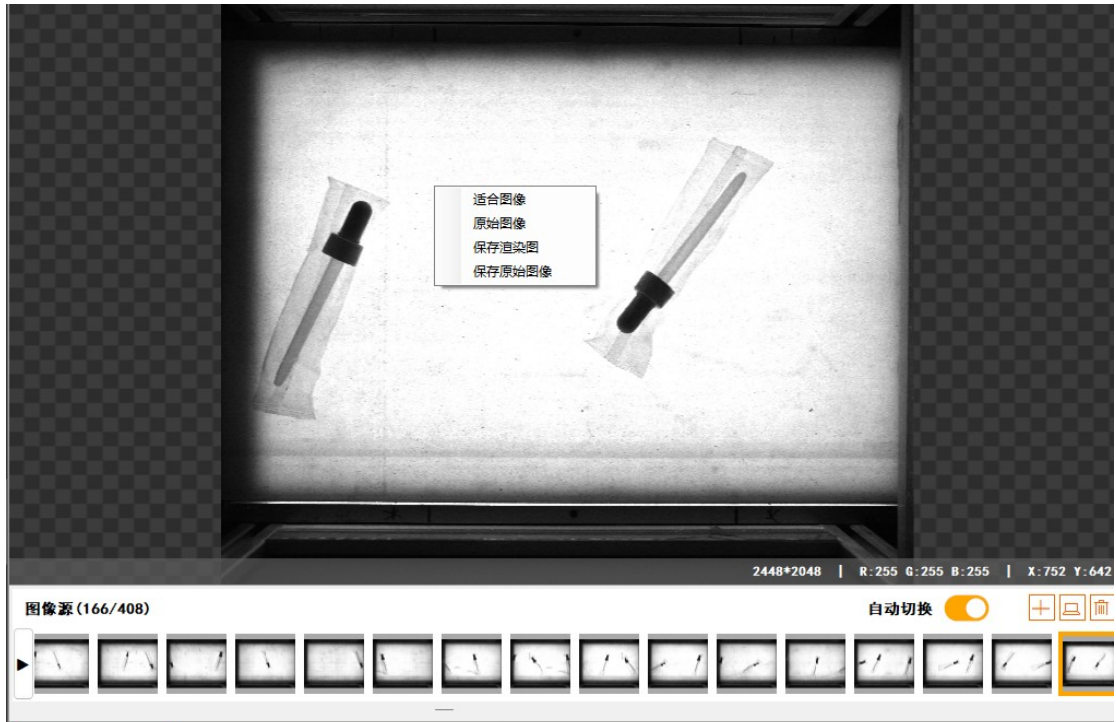 适合图像
原始图像
保存渲染图
保存原始图像
2448*2048 | R:255 G:255 B:255 | X:752 Y:642
图像源(166/408)
自动切换